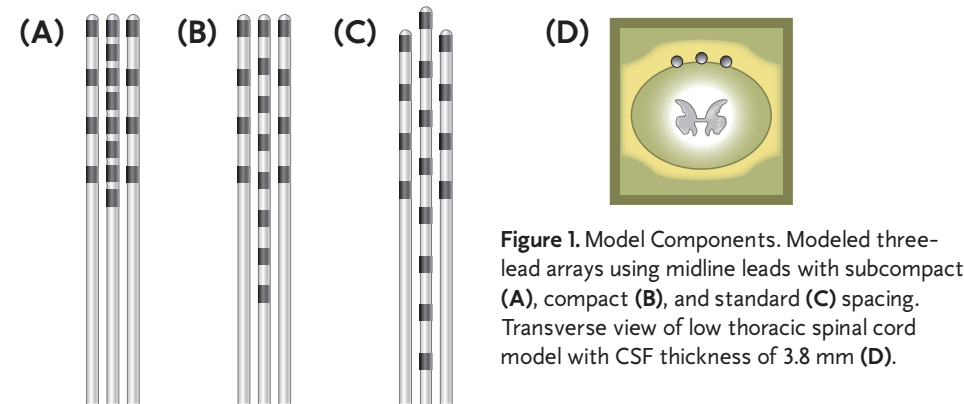 (A)
(B)
(C)
(D)
Figure 1. Model Components. Modeled three-
lead arrays using midline leads with subcompact
(A), compact (B), and standard (C) spacing.
Transverse view of low thoracic spinal cord
model with CSF thickness of 3.8 mm (D).